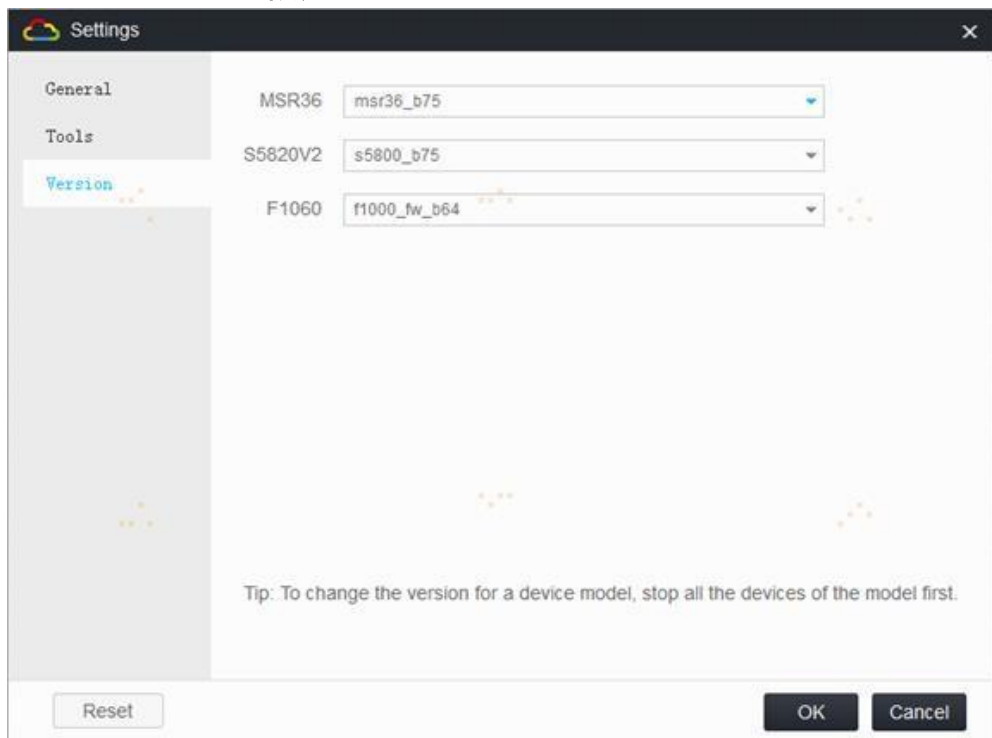 Settings
General
Tools
Version
MSR36 msr36_b75
S5820V2 s5800_b75
F1060 f1000_fw_b64
Tip: To change the version for a device model, stop all the devices of the model first.
Reset OK Cancel